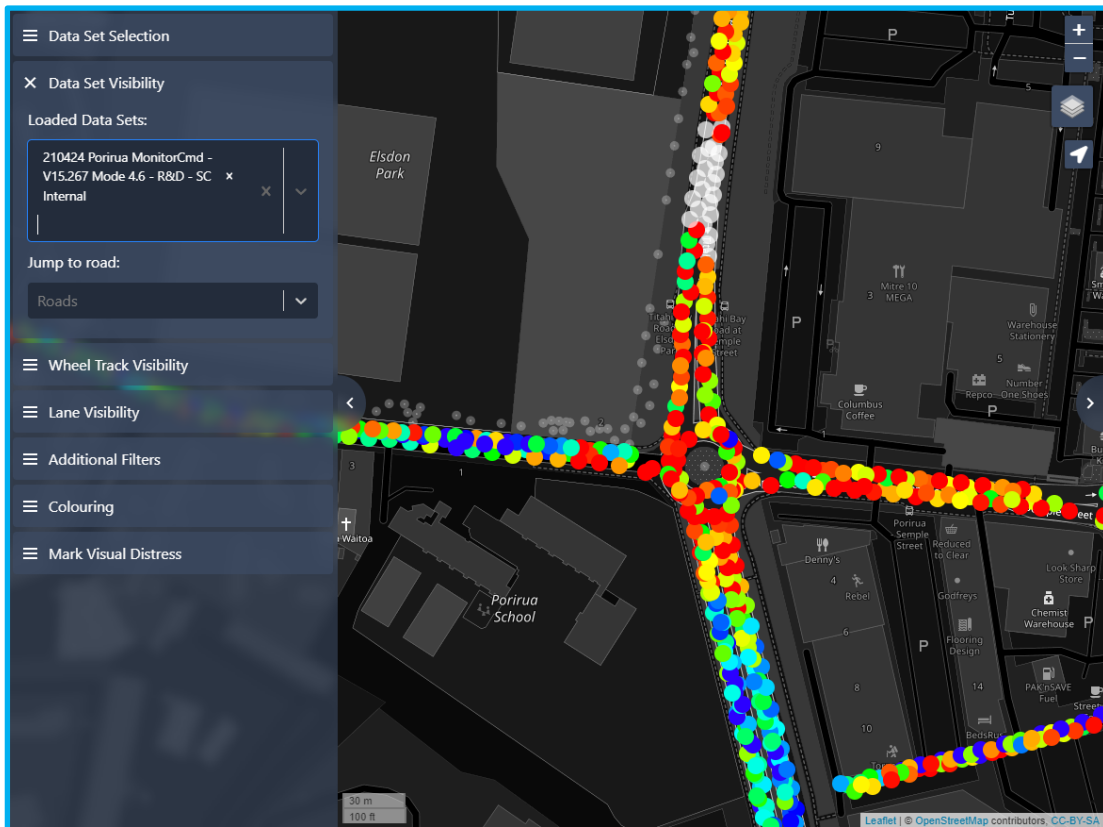 Data Set Selection
Data Set Visibility
Loaded Data Sets:
210424 Porirua MonitorCmd -
V15.267 Mode 4.6 - R&D - SC
Internal
Jump to road:
Roads
Wheel Track Visibility
Lane Visibility
Additional Filters
Colouring
Mark Visual Distress
Elsdon
Park
P
5
9
Mitre 10
MEGA
3
P
Warehouse
Stationery
5
Number
One Shoes
Repco
P
Columbus
Coffee
1
2
3
1
Porirua
School
Denny's
4
Rebel
6
8
10
Porirua
Semple
Street
Reduced
to Clear
Godfreys
Flooring
Design
14
P
Look Sharp
Store
Chemist
Warehouse
P
PAK'nSAVE
Fuel
30 m
100 ft
Leaflet | © OpenStreetMap contributors, CC-BY-SA